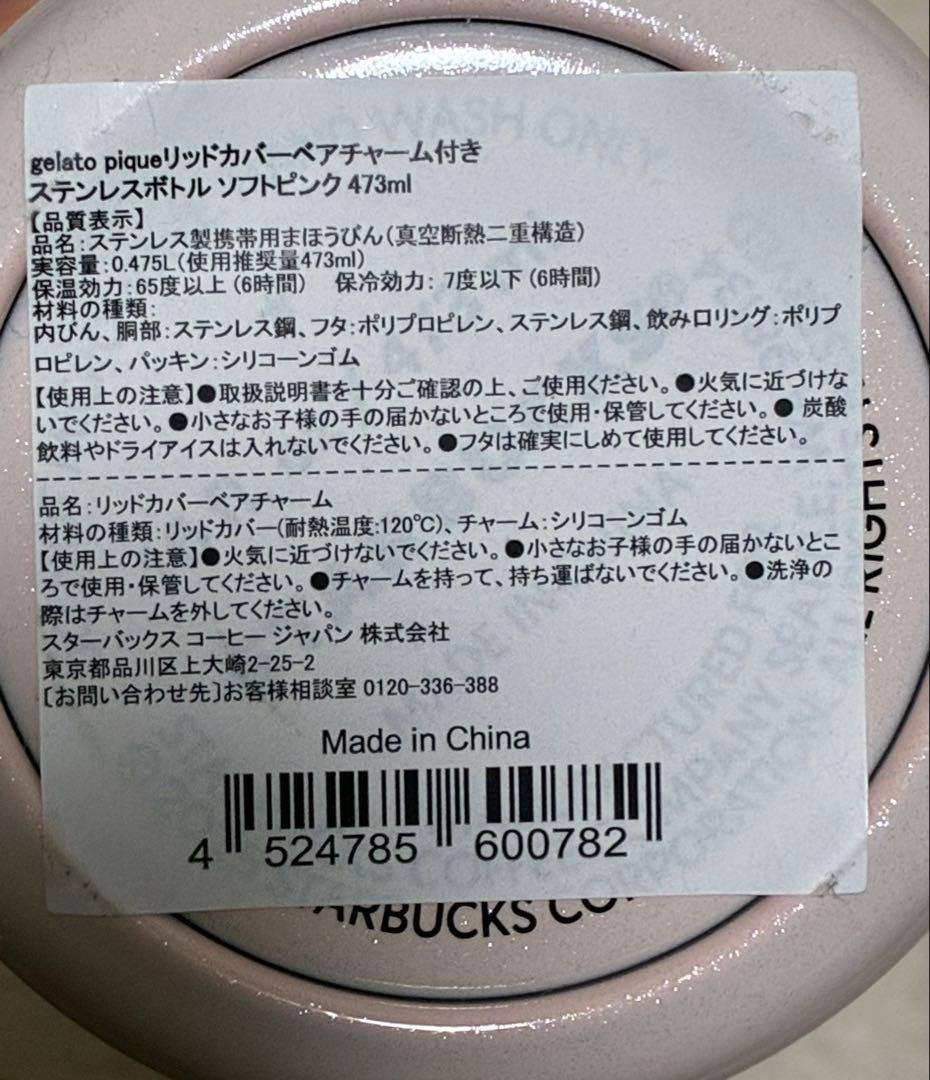 gelato piqueリッドカバーベアチャーム付き
ステンレスボトル ソフトピンク 473ml
【品質表示】
品名:ステンレス製携帯用まほうびん(真空断熱二重構造)
実容量:0.475L(使用推奨量473ml)
保温効力:65度以上 (6時間) 保冷効力: 7度以下 (6時間)
材料の種類:
内びん、胴部:ステンレス鋼、フタ:ポリプロピレン、ステンレス鋼、飲み口リング:ポリプ
ロピレン、パッキン:シリコーンゴム
【使用上の注意】●取扱説明書を十分ご確認の上、ご使用ください。●火気に近づけな
いでください。●小さなお子様の手の届かないところで使用・保管してください。● 炭酸
飲料やドライアイスは入れないでください。●フタは確実にしめて使用してください。
品名:リッドカバーベアチャーム
材料の種類:リッドカバー(耐熱温度:120℃)、チャーム:シリコーンゴム
【使用上の注意】●火気に近づけないでください。●小さなお子様の手の届かないとこ
ろで使用・保管してください。●チャームを持って、持ち運ばないでください。●洗浄の
際はチャームを外してください。
スターバックス コーヒー ジャパン 株式会社
東京都品川区上大崎2-25-2
〔お問い合わせ先〕お客様相談室 0120-336-388
Made in China
4 524785 600782
STARBUCKS